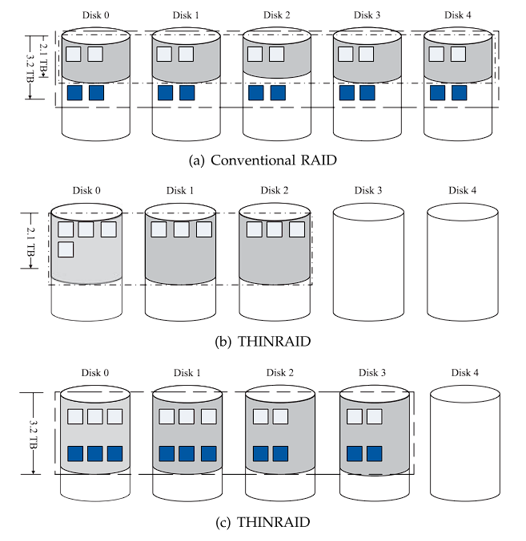 Disk 0 Disk 1 Disk 2 Disk 3 Disk 4
2.1 TB
3.2 TB
(a) Conventional RAID
Disk 0 Disk 1 Disk 2 Disk 3 Disk 4
2.1 TB
(b) THINRAID
Disk 0 Disk 1 Disk 2 Disk 3 Disk 4
3.2 TB
(c) THINRAID